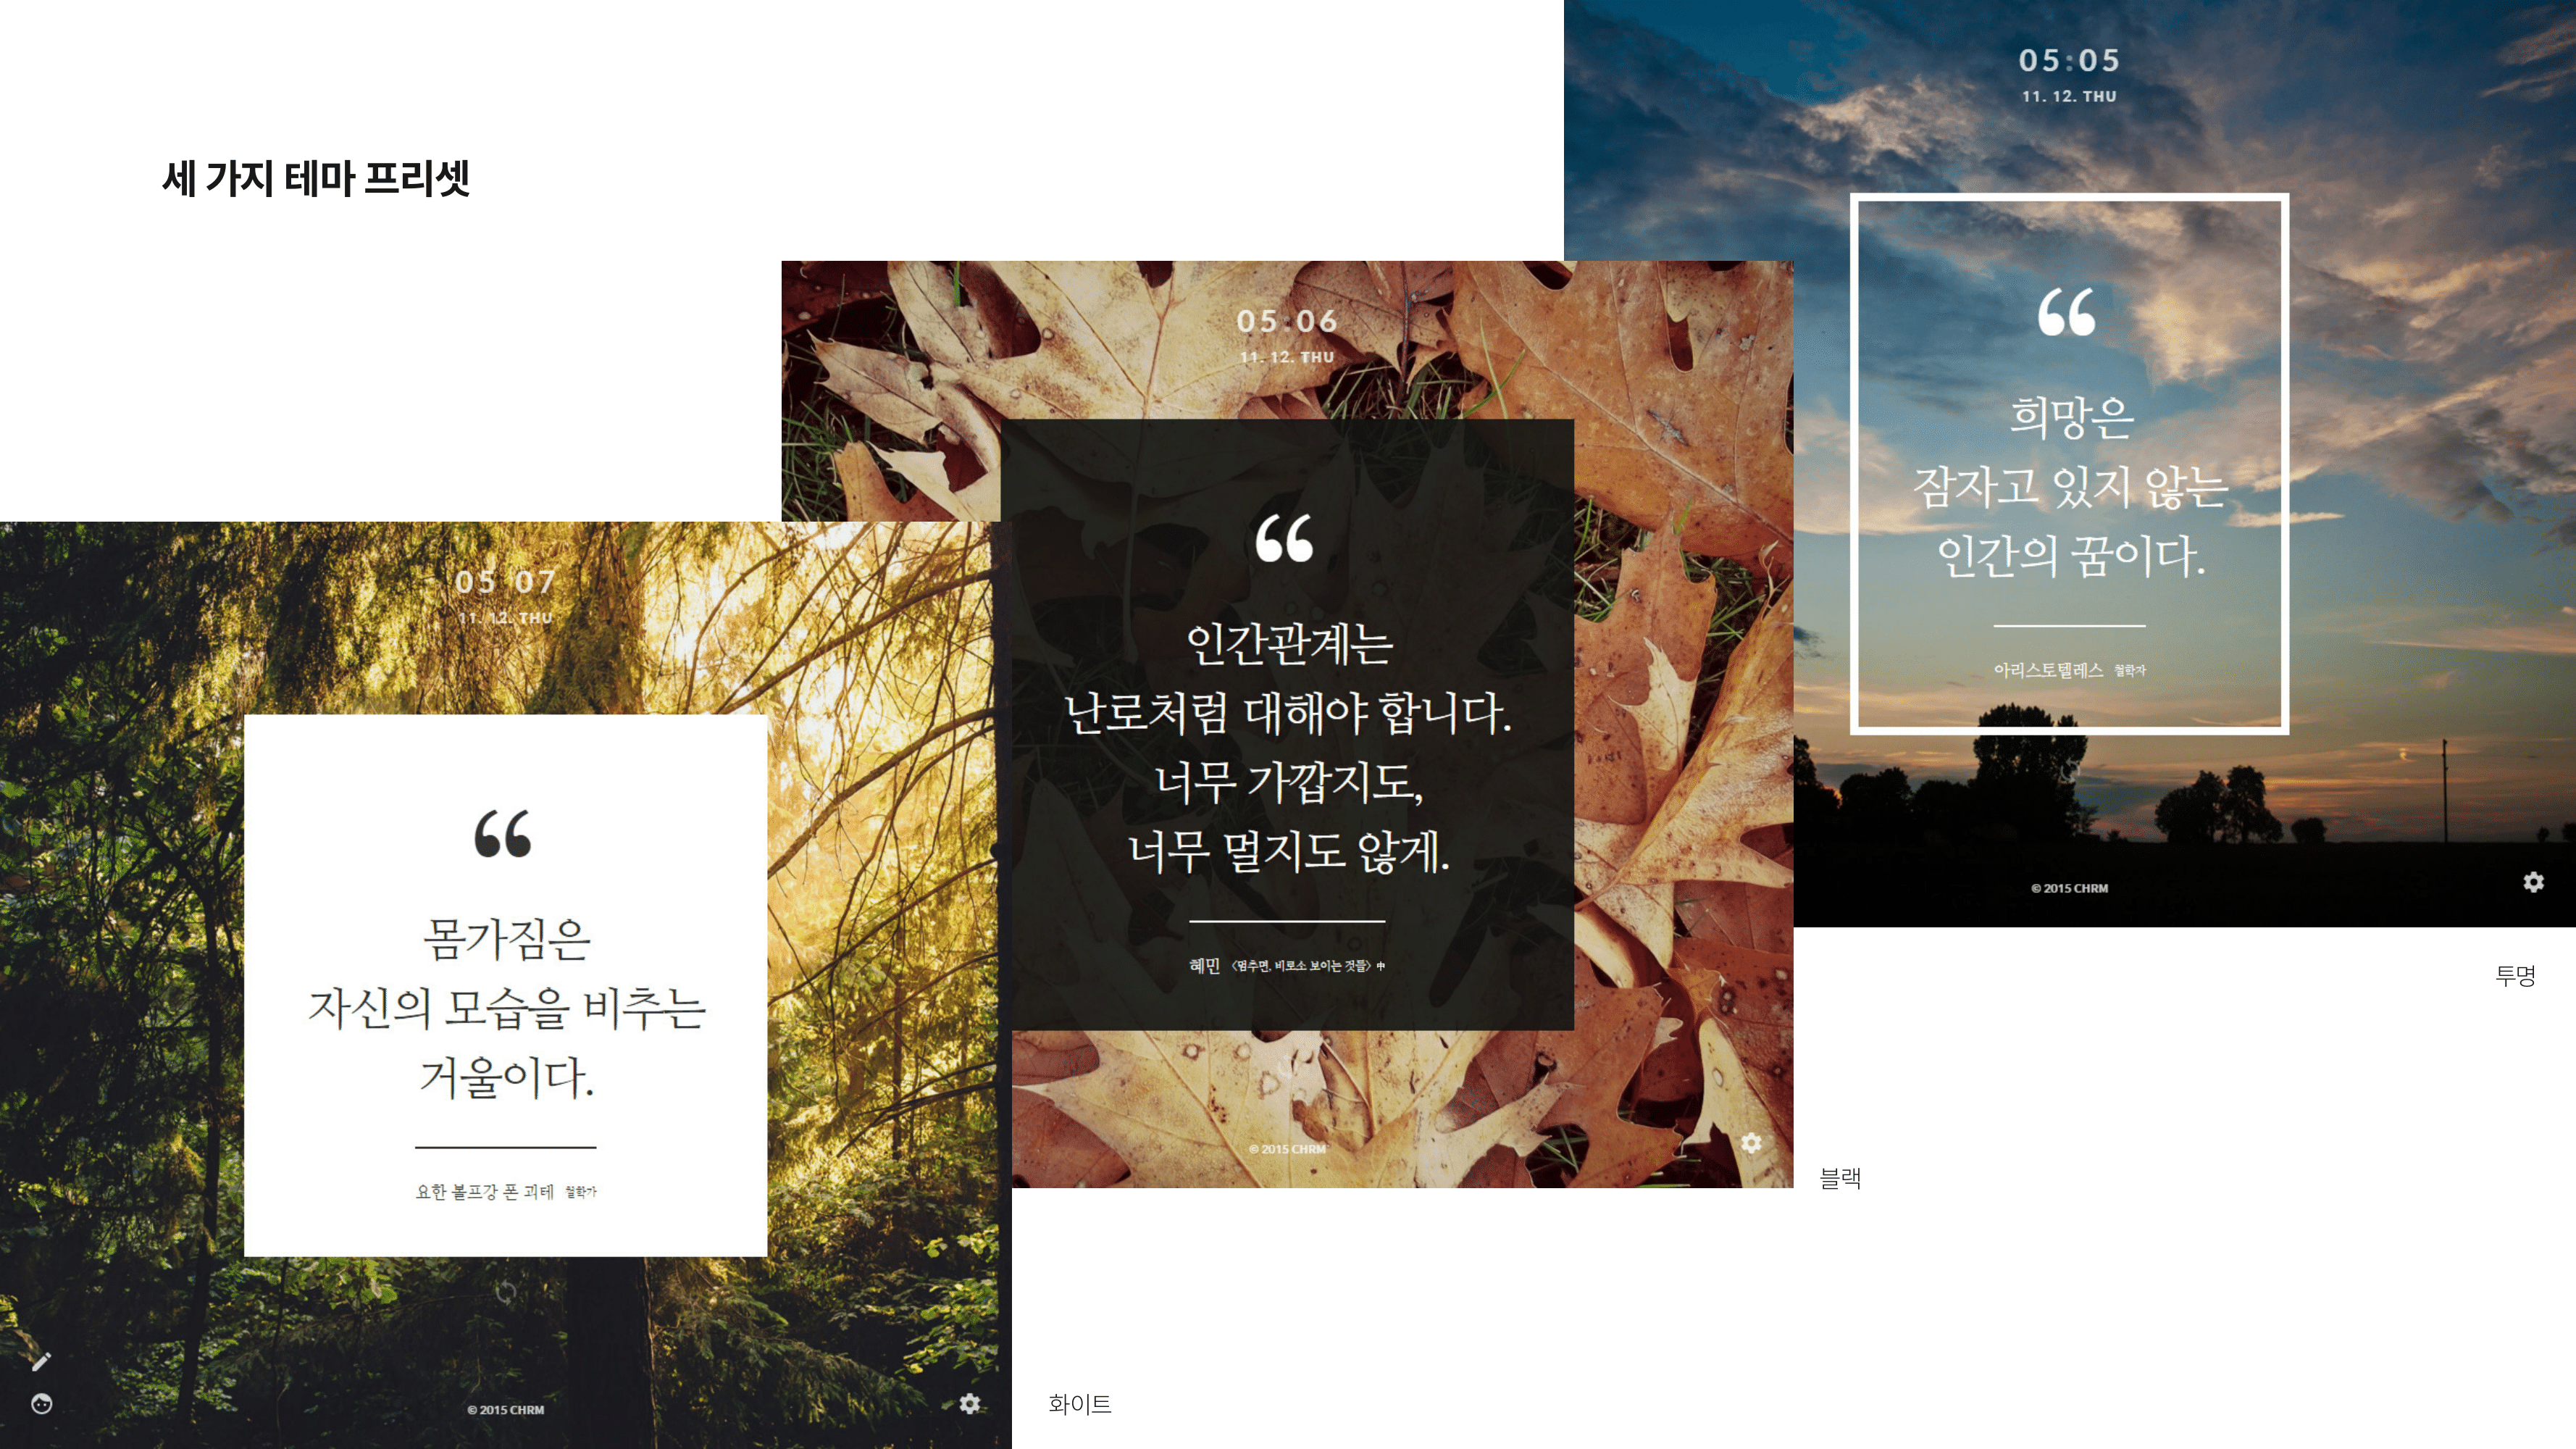 세 가지 테마 프리셋
05:05
11. 12. THU
희망은
잠자고 있지 않는
인간의 꿈이다.
아리스토텔레스 철학자
© 2015 CHRM
투명
05:06
11. 12. THU
인간관계는
난로처럼 대해야 합니다.
너무 가깝지도,
너무 멀지도 않게.
혜민 〈멈추면, 비로소 보이는 것들〉 中
© 2015 CHRM
블랙
05 07
11. 12. THU
몸가짐은
자신의 모습을 비추는
거울이다.
요한 볼프강 폰 괴테 철학가
© 2015 CHRM
화이트